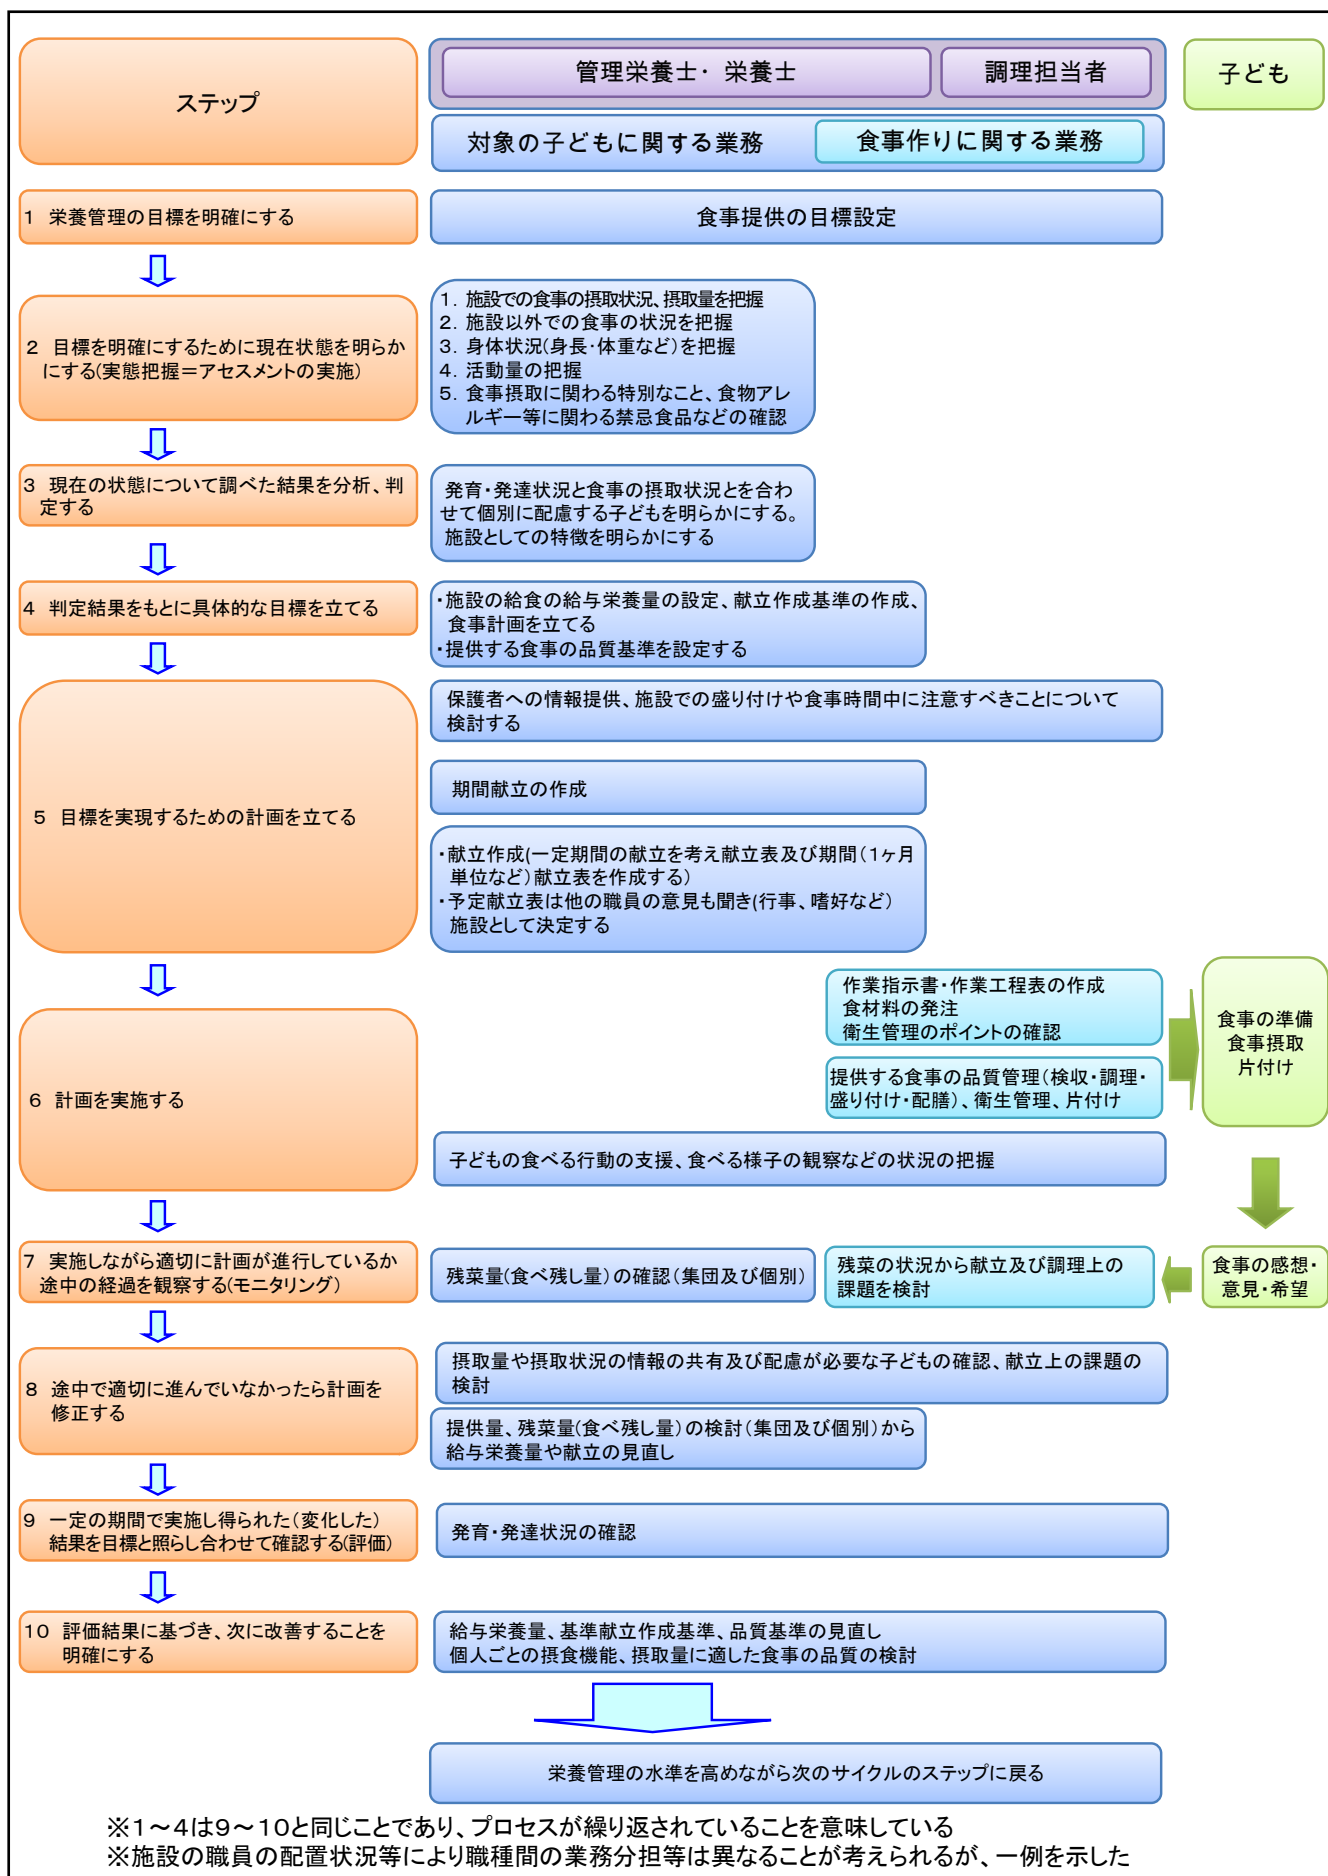 ステップ
管理栄養士・ 栄養士
調理担当者
子ども
対象の子どもに関する業務
食事作りに関する業務
1 栄養管理の目標を明確にする
食事提供の目標設定
2 目標を明確にするために現在状態を明らか
にする(実態把握＝アセスメントの実施)
1. 施設での食事の摂取状況、摂取量を把握
2. 施設以外での食事の状況を把握
3. 身体状況(身長・体重など)を把握
4. 活動量の把握
5. 食事摂取に関わる特別なこと、食物アレ
ルギー等に関わる禁忌食品などの確認
3 現在の状態について調べた結果を分析、判
定する
発育・発達状況と食事の摂取状況とを合わ
せて個別に配慮する子どもを明らかにする。
施設としての特徴を明らかにする
4 判定結果をもとに具体的な目標を立てる
・施設の給食の給与栄養量の設定、献立作成基準の作成、
食事計画を立てる
・提供する食事の品質基準を設定する
5 目標を実現するための計画を立てる
保護者への情報提供、施設での盛り付けや食事時間中に注意すべきことについて
検討する
期間献立の作成
・献立作成(一定期間の献立を考え献立表及び期間（1ヶ月
単位など）献立表を作成する)
・予定献立表は他の職員の意見も聞き(行事、嗜好など）
施設として決定する
6 計画を実施する
作業指示書・作業工程表の作成
食材料の発注
衛生管理のポイントの確認
提供する食事の品質管理（検収・調理・
盛り付け・配膳）、衛生管理、片付け
食事の準備
食事摂取
片付け
子どもの食べる行動の支援、食べる様子の観察などの状況の把握
7 実施しながら適切に計画が進行しているか
途中の経過を観察する(モニタリング)
残菜量(食べ残し量）の確認（集団及び個別）
残菜の状況から献立及び調理上の
課題を検討
食事の感想・
意見・希望
8 途中で適切に進んでいなかったら計画を
修正する
摂取量や摂取状況の情報の共有及び配慮が必要な子どもの確認、献立上の課題の
検討
提供量、残菜量(食べ残し量）の検討（集団及び個別）から
給与栄養量や献立の見直し
9 一定の期間で実施し得られた（変化した）
結果を目標と照らし合わせて確認する(評価)
発育・発達状況の確認
10 評価結果に基づき、次に改善することを
明確にする
給与栄養量、基準献立作成基準、品質基準の見直し
個人ごとの摂食機能、摂取量に適した食事の品質の検討
栄養管理の水準を高めながら次のサイクルのステップに戻る
※1～4は9～10と同じことであり、プロセスが繰り返されていることを意味している
※施設の職員の配置状況等により職種間の業務分担等は異なることが考えられるが、一例を示した